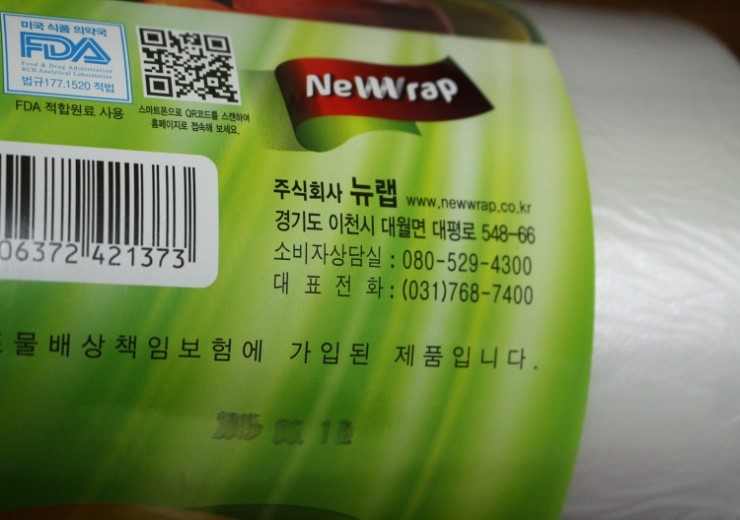 미국 식품 의약국
FDA
Food & Drug Administration
KCR Analytical Laboratories
법규177.1520 적법
FDA 적합원료 사용
스마트폰으로 QR코드를 스캔하여
홈페이지로 접속해 보세요.
NewWrap
주식회사 뉴랩 www.newwrap.co.kr
경기도 이천시 대월면 대평로 548-66
소비자상담실 : 080-529-4300
대 표 전 화 : (031)768-7400
06372 421373
물배상책임보험에 가입된 제품입니다.